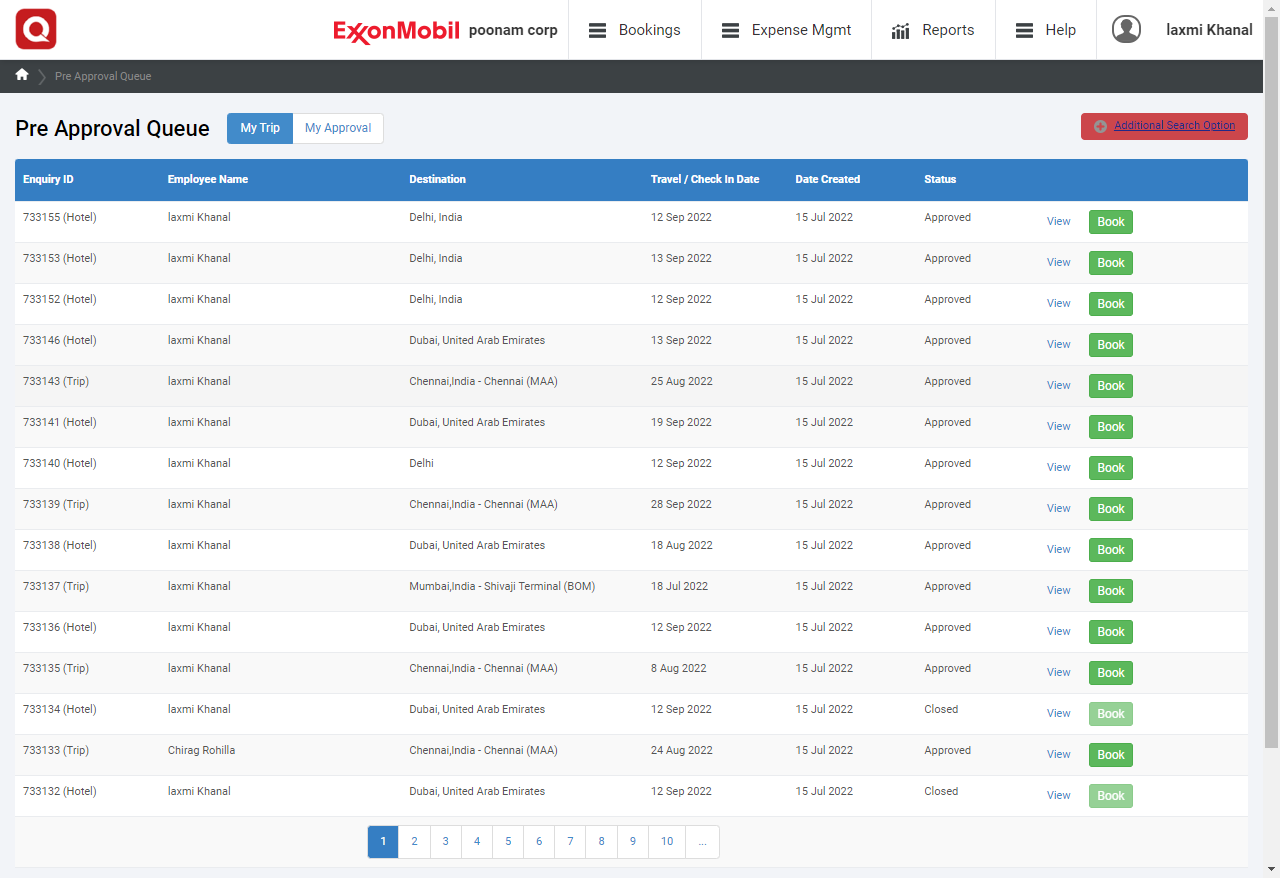 Q ExxonMobil poonam corp Bookings Expense Mgmt Reports Help laxmi Khanal
Pre Approval Queue
Pre Approval Queue My Trip My Approval Additional Search Option
Enquiry ID Employee Name Destination Travel / Check In Date Date Created Status
733155 (Hotel) laxmi Khanal Delhi, India 12 Sep 2022 15 Jul 2022 Approved View Book
733153 (Hotel) laxmi Khanal Delhi, India 13 Sep 2022 15 Jul 2022 Approved View Book
733152 (Hotel) laxmi Khanal Delhi, India 12 Sep 2022 15 Jul 2022 Approved View Book
733146 (Hotel) laxmi Khanal Dubai, United Arab Emirates 13 Sep 2022 15 Jul 2022 Approved View Book
733143 (Trip) laxmi Khanal Chennai,India - Chennai (MAA) 25 Aug 2022 15 Jul 2022 Approved View Book
733141 (Hotel) laxmi Khanal Dubai, United Arab Emirates 19 Sep 2022 15 Jul 2022 Approved View Book
733140 (Hotel) laxmi Khanal Delhi 12 Sep 2022 15 Jul 2022 Approved View Book
733139 (Trip) laxmi Khanal Chennai,India - Chennai (MAA) 28 Sep 2022 15 Jul 2022 Approved View Book
733138 (Hotel) laxmi Khanal Dubai, United Arab Emirates 18 Aug 2022 15 Jul 2022 Approved View Book
733137 (Trip) laxmi Khanal Mumbai,India - Shivaji Terminal (BOM) 18 Jul 2022 15 Jul 2022 Approved View Book
733136 (Hotel) laxmi Khanal Dubai, United Arab Emirates 12 Sep 2022 15 Jul 2022 Approved View Book
733135 (Trip) laxmi Khanal Chennai,India - Chennai (MAA) 8 Aug 2022 15 Jul 2022 Approved View Book
733134 (Hotel) laxmi Khanal Dubai, United Arab Emirates 12 Sep 2022 15 Jul 2022 Closed View Book
733133 (Trip) Chirag Rohilla Chennai,India - Chennai (MAA) 24 Aug 2022 15 Jul 2022 Approved View Book
733132 (Hotel) laxmi Khanal Dubai, United Arab Emirates 12 Sep 2022 15 Jul 2022 Closed View Book
1 2 3 4 5 6 7 8 9 10 ...